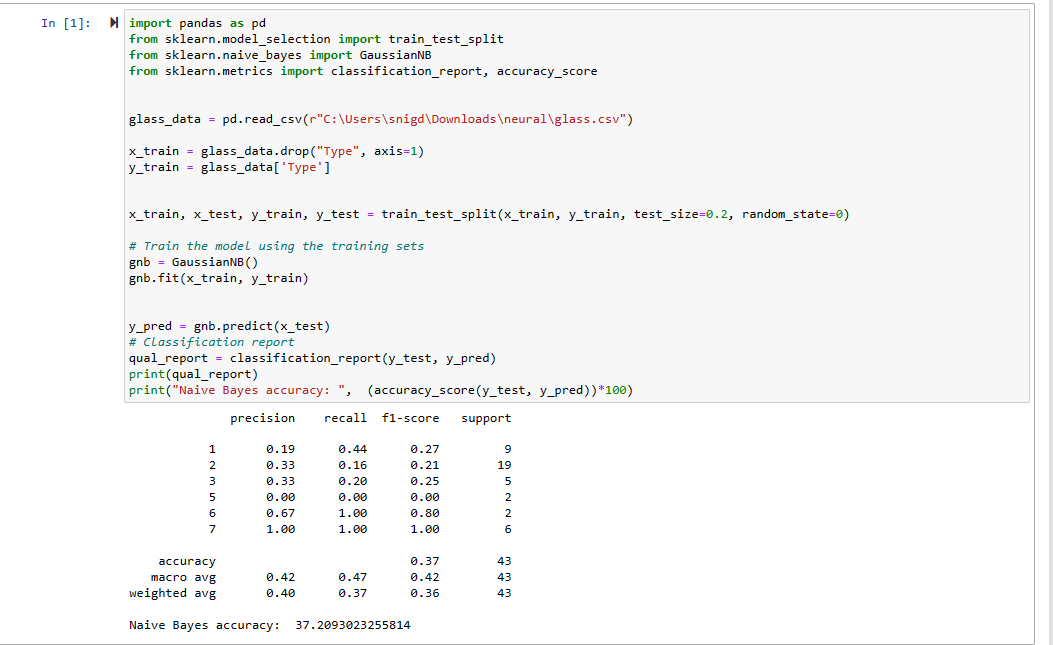 In [1]:
import pandas as pd
from sklearn.model_selection import train_test_split
from sklearn.naive_bayes import GaussianNB
from sklearn.metrics import classification_report, accuracy_score
glass_data = pd.read_csv(r"C:\Users\snigd\Downloads\neural\glass.csv")
x_train = glass_data.drop("Type", axis=1)
y_train = glass_data['Type']
x_train, x_test, y_train, y_test = train_test_split(x_train, y_train, test_size=0.2, random_state=0)
# Train the model using the training sets
gnb = GaussianNB()
gnb.fit(x_train, y_train)
y_pred = gnb.predict(x_test)
# Classification report
qual_report = classification_report(y_test, y_pred)
print(qual_report)
print("Naive Bayes accuracy: ",  (accuracy_score(y_test, y_pred))*100)
precision    recall  f1-score   support
1       0.19      0.44      0.27         9
2       0.33      0.16      0.21        19
3       0.33      0.20      0.25         5
5       0.00      0.00      0.00         2
6       0.67      1.00      0.80         2
7       1.00      1.00      1.00         6
accuracy                           0.37        43
macro avg       0.42      0.47      0.42        43
weighted avg       0.40      0.37      0.36        43
Naive Bayes accuracy:  37.2093023255814